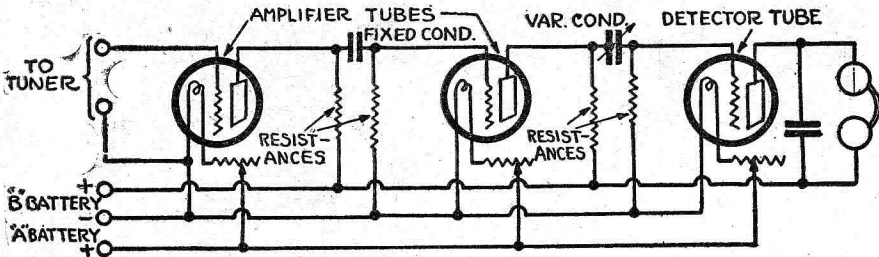 AMPLIFIER TUBES
FIXED COND.
VAR. COND.
DETECTOR TUBE
TO
TUNER
RESIST-
ANCES
RESIST-
ANCES
+
"B" BATTERY
-
"A" BATTERY
+